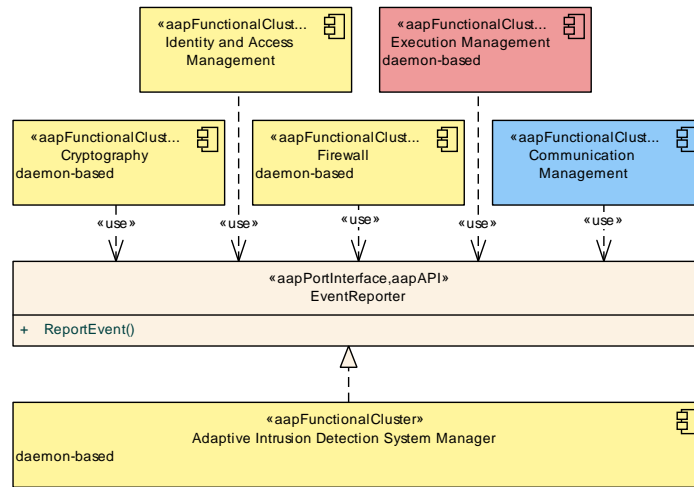 «aapFunctionalClust...
Identity and Access
Management
«aapFunctionalClust...
Execution Management
daemon-based
«aapFunctionalClust...
Cryptography
daemon-based
«aapFunctionalClust...
Firewall
daemon-based
«aapFunctionalClust...
Communication
Management
«use»
«use»
«use»
«use»
«use»
«aapPortInterface,aapAPI»
EventReporter
+ ReportEvent()
«aapFunctionalCluster»
Adaptive Intrusion Detection System Manager
daemon-based